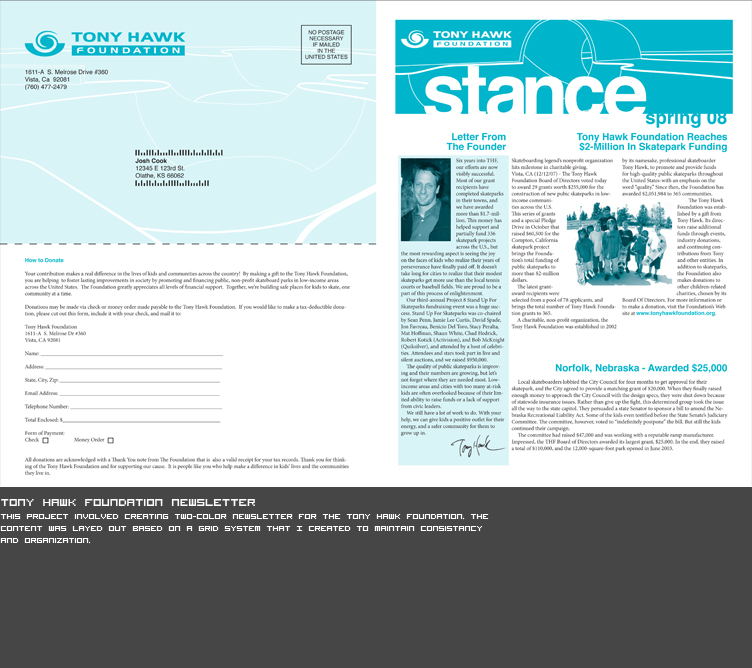 TONY HAWK
FOUNDATION
NO POSTAGE
NECESSARY
IF MAILED
IN THE
UNITED STATES
1611-A S. Melrose Drive #360
Vista, Ca 92081
(760) 477-2479
Josh Cook
12345 E 123rd St.
Olathe, KS 66062
How to Donate
Your contribution makes a real difference in the lives of kids and communities across the country! By making a gift to the Tony Hawk Foundation,
you are helping to foster lasting improvements in society by promoting and financing public, non-profit skateboard parks in low-income areas
across the United States. The Foundation greatly appreciates all levels of financial support. Together, we're building safe places for kids to skate, one
community at a time.
Donations may be made via check or money order made payable to the Tony Hawk Foundation. If you would like to make a tax-deductible dona-
tion, please cut out this form, include it with your check, and mail it to:
Tony Hawk Foundation
1611-A S. Melrose Dr #360
Vista, CA 92081
Name:
Address:
State, City, Zip:
Email Address:
Telephone Number:
Total Enclosed: $
Form of Payment:
Check Money Order
All donations are acknowledged with a Thank You note from The Foundation that is also a valid receipt for your tax records. Thank you for think-
ing of the Tony Hawk Foundation and for supporting our cause. It is people like you who help make a difference in kids' lives and the communities
they live in.
TONY HAWK
FOUNDATION
stance
spring 08
Letter From
The Founder
Six years into THF,
our efforts are now
visibly successful.
Most of our grant
recipients have
completed skateparks
in their towns, and
we have awarded
more than $1.7-mil-
lion. This money has
helped support and
partially fund 336
skatepark projects
across the U.S., but
the most rewarding aspect is seeing the joy
on the faces of kids who realize their years of
perseverance have finally paid off. It doesn't
take long for cities to realize that their modest
skateparks get more use than the local tennis
courts or baseball fields. We are proud to be a
part of this process of enlightenment.
Our third-annual Project 8 Stand Up For
Skateparks fundraising event was a huge suc-
cess. Stand Up For Skateparks was co-chaired
by Sean Penn, Jamie Lee Curtis, David Spade,
Jon Favreau, Benicio Del Toro, Stacy Peralta,
Mat Hoffman, Shaun White, Chad Hedrick,
Robert Kotick (Activision), and Bob McKnight
(Quiksilver), and attended by a host of celebri-
ties. Attendees and stars took part in live and
silent auctions, and we raised $950,000.
The quality of public skateparks is improv-
ing and their numbers are growing, but let's
not forget where they are needed most. Low-
income areas and cities with too many at-risk
kids are often overlooked because of their lim-
ited ability to raise funds or a lack of support
from civic leaders.
We still have a lot of work to do. With your
help, we can give kids a positive outlet for their
energy, and a safer community for them to
grow up in.
Tony Hawk
Tony Hawk Foundation Reaches
$2-Million In Skatepark Funding
Skateboarding legend's nonprofit organization
hits milestone in charitable giving.
Vista, CA (12/12/07) - The Tony Hawk
Foundation Board of Directors voted today
to award 29 grants worth $255,000 for the
construction of new public skateparks in low-
income communi-
ties across the U.S.
This series of grants
and a special Pledge
Drive in October that
raised $60,500 for the
Compton, California
skatepark project
brings the Founda-
tion's total funding of
public skateparks to
more than $2-million
dollars.
The latest grant-
award recipients were
selected from a pool of 78 applicants, and
brings the total number of Tony Hawk Founda-
tion grants to 365.
A charitable, non-profit organization, the
Tony Hawk Foundation was established in 2002
by its namesake, professional skateboarder
Tony Hawk, to promote and provide funds
for high-quality public skateparks throughout
the United States-with an emphasis on the
word "quality." Since then, the Foundation has
awarded $2,051,984 to 365 communities.
The Tony Hawk
Foundation was estab-
lished by a gift from
Tony Hawk. Its direc-
tors raise additional
funds through events,
industry donations,
and continuing con-
tributions from Tony
and other entities. In
addition to skateparks,
the Foundation also
makes donations to
other children-related
charities, chosen by its
Board Of Directors. For more information or
to make a donation, visit the Foundation's Web
site at www.tonyhawkfoundation.org.
Norfolk, Nebraska - Awarded $25,000
Local skateboarders lobbied the City Council for four months to get approval for their
skatepark, and the City agreed to provide a matching grant of $20,000. When they finally raised
enough money to approach the City Council with the design specs, they were shut down because
of statewide insurance issues. Rather than give up the fight, this determined group took the issue
all the way to the state capitol. They persuaded a state Senator to sponsor a bill to amend the Ne-
braska Recreational Liability Act. Some of the kids even testified before the State Senate's Judiciary
Committee. The committee, however, voted to "indefinitely postpone" the bill. But still the kids
continued their campaign.
The committee had raised $47,000 and was working with a reputable ramp manufacturer.
Impressed, the THF Board of Directors awarded its largest grant, $25,000. In the end, they raised
a total of $110,000, and the 12,000-square-foot park opened in June 2003.
TONY HAWK FOUNDATION NEWSLETTER
THIS PROJECT INVOLVED CREATING TWO-COLOR NEWSLETTER FOR THE TONY HAWK FOUNDATION. THE
CONTENT WAS LAYED OUT BASED ON A GRID SYSTEM THAT I CREATED TO MAINTAIN CONSISTANCY
AND ORGANIZATION.